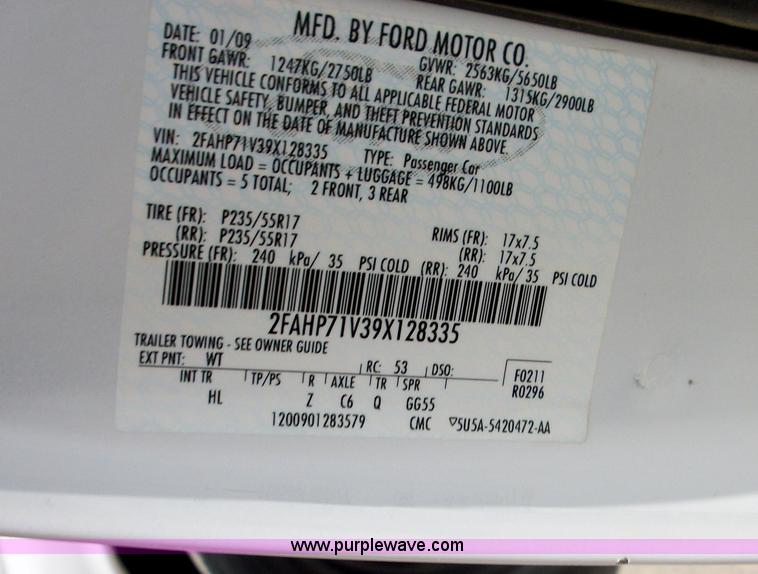 MFD. BY FORD MOTOR CO.
DATE: 01/09 GVWR: 2563KG/5650LB
FRONT GAWR: 1247KG/2750LB REAR GAWR: 1315KG/2900LB
THIS VEHICLE CONFORMS TO ALL APPLICABLE FEDERAL MOTOR
VEHICLE SAFETY, BUMPER, AND THEFT PREVENTION STANDARDS
IN EFFECT ON THE DATE OF MANUFACTURE SHOWN ABOVE.
VIN: 2FAHP71V39X128335 TYPE: Passenger Car
MAXIMUM LOAD = OCCUPANTS + LUGGAGE = 498KG/1100LB
OCCUPANTS = 5 TOTAL; 2 FRONT, 3 REAR
TIRE (FR): P235/55R17 RIMS (FR): 17x7.5
(RR): P235/55R17 (RR): 17x7.5
PRESSURE (FR): 240 kPa/ 35 PSI COLD (RR): 240 kPa/ 35 PSI COLD
2FAHP71V39X128335
TRAILER TOWING - SEE OWNER GUIDE
EXT PNT: WT RC: 53 DSO: F0211
INT TR TP/PS R AXLE TR SPR R0296
HL Z C6 Q GG55
1200901283579 CMC ▽5U5A-5420472-AA
www.purplewave.com